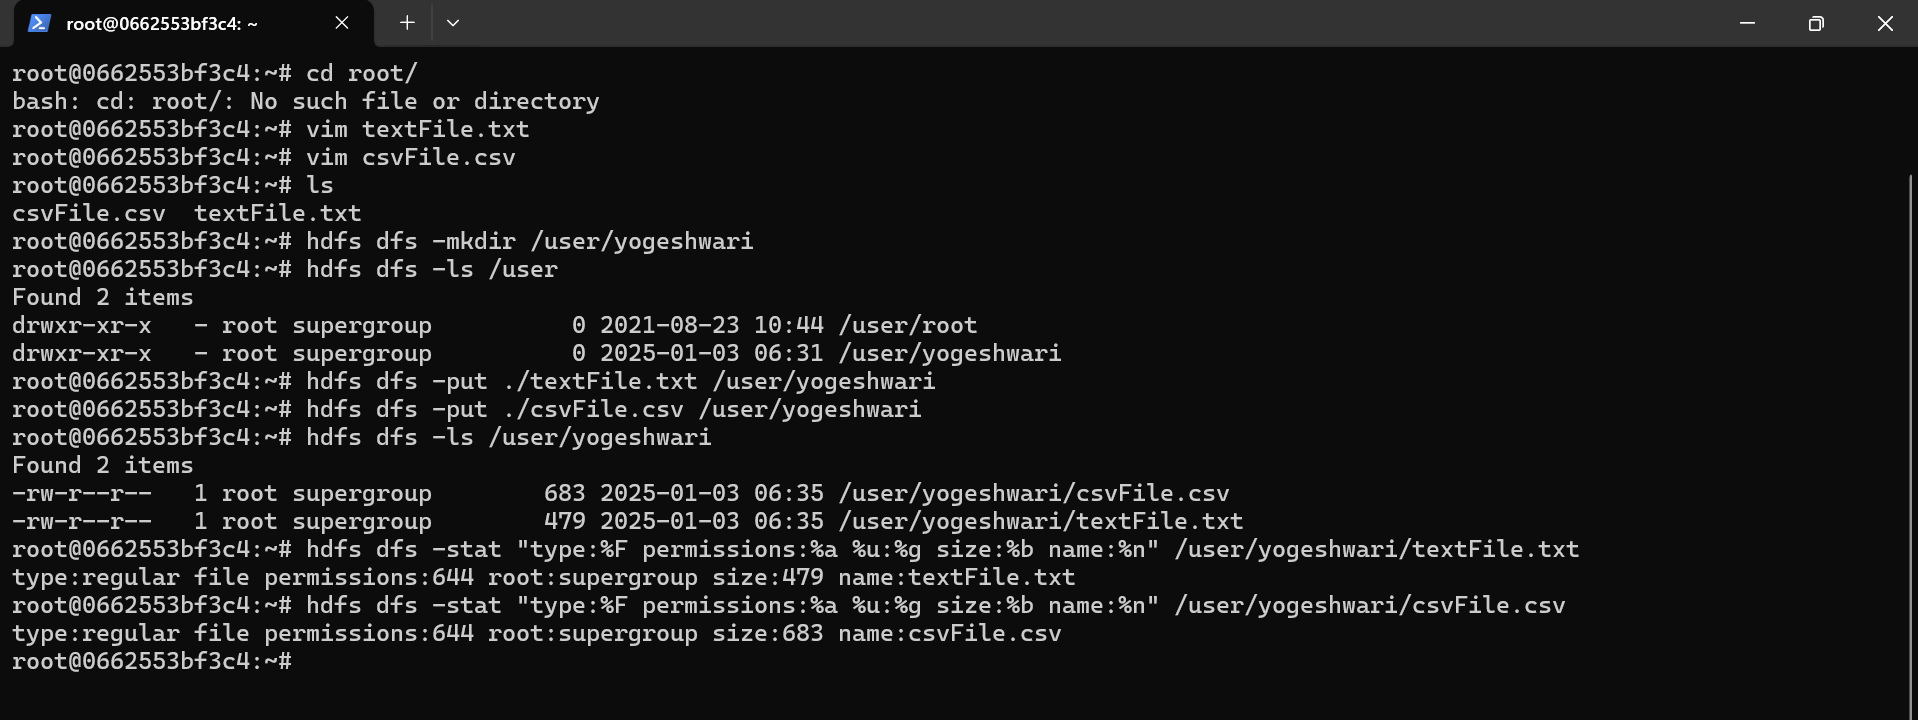 root@0662553bf3c4: ~
root@0662553bf3c4:~# cd root/
bash: cd: root/: No such file or directory
root@0662553bf3c4:~# vim textFile.txt
root@0662553bf3c4:~# vim csvFile.csv
root@0662553bf3c4:~# ls
csvFile.csv  textFile.txt
root@0662553bf3c4:~# hdfs dfs -mkdir /user/yogeshwari
root@0662553bf3c4:~# hdfs dfs -ls /user
Found 2 items
drwxr-xr-x   - root supergroup          0 2021-08-23 10:44 /user/root
drwxr-xr-x   - root supergroup          0 2025-01-03 06:31 /user/yogeshwari
root@0662553bf3c4:~# hdfs dfs -put ./textFile.txt /user/yogeshwari
root@0662553bf3c4:~# hdfs dfs -put ./csvFile.csv /user/yogeshwari
root@0662553bf3c4:~# hdfs dfs -ls /user/yogeshwari
Found 2 items
-rw-r--r--   1 root supergroup        683 2025-01-03 06:35 /user/yogeshwari/csvFile.csv
-rw-r--r--   1 root supergroup        479 2025-01-03 06:35 /user/yogeshwari/textFile.txt
root@0662553bf3c4:~# hdfs dfs -stat "type:%F permissions:%a %u:%g size:%b name:%n" /user/yogeshwari/textFile.txt
type:regular file permissions:644 root:supergroup size:479 name:textFile.txt
root@0662553bf3c4:~# hdfs dfs -stat "type:%F permissions:%a %u:%g size:%b name:%n" /user/yogeshwari/csvFile.csv
type:regular file permissions:644 root:supergroup size:683 name:csvFile.csv
root@0662553bf3c4:~#